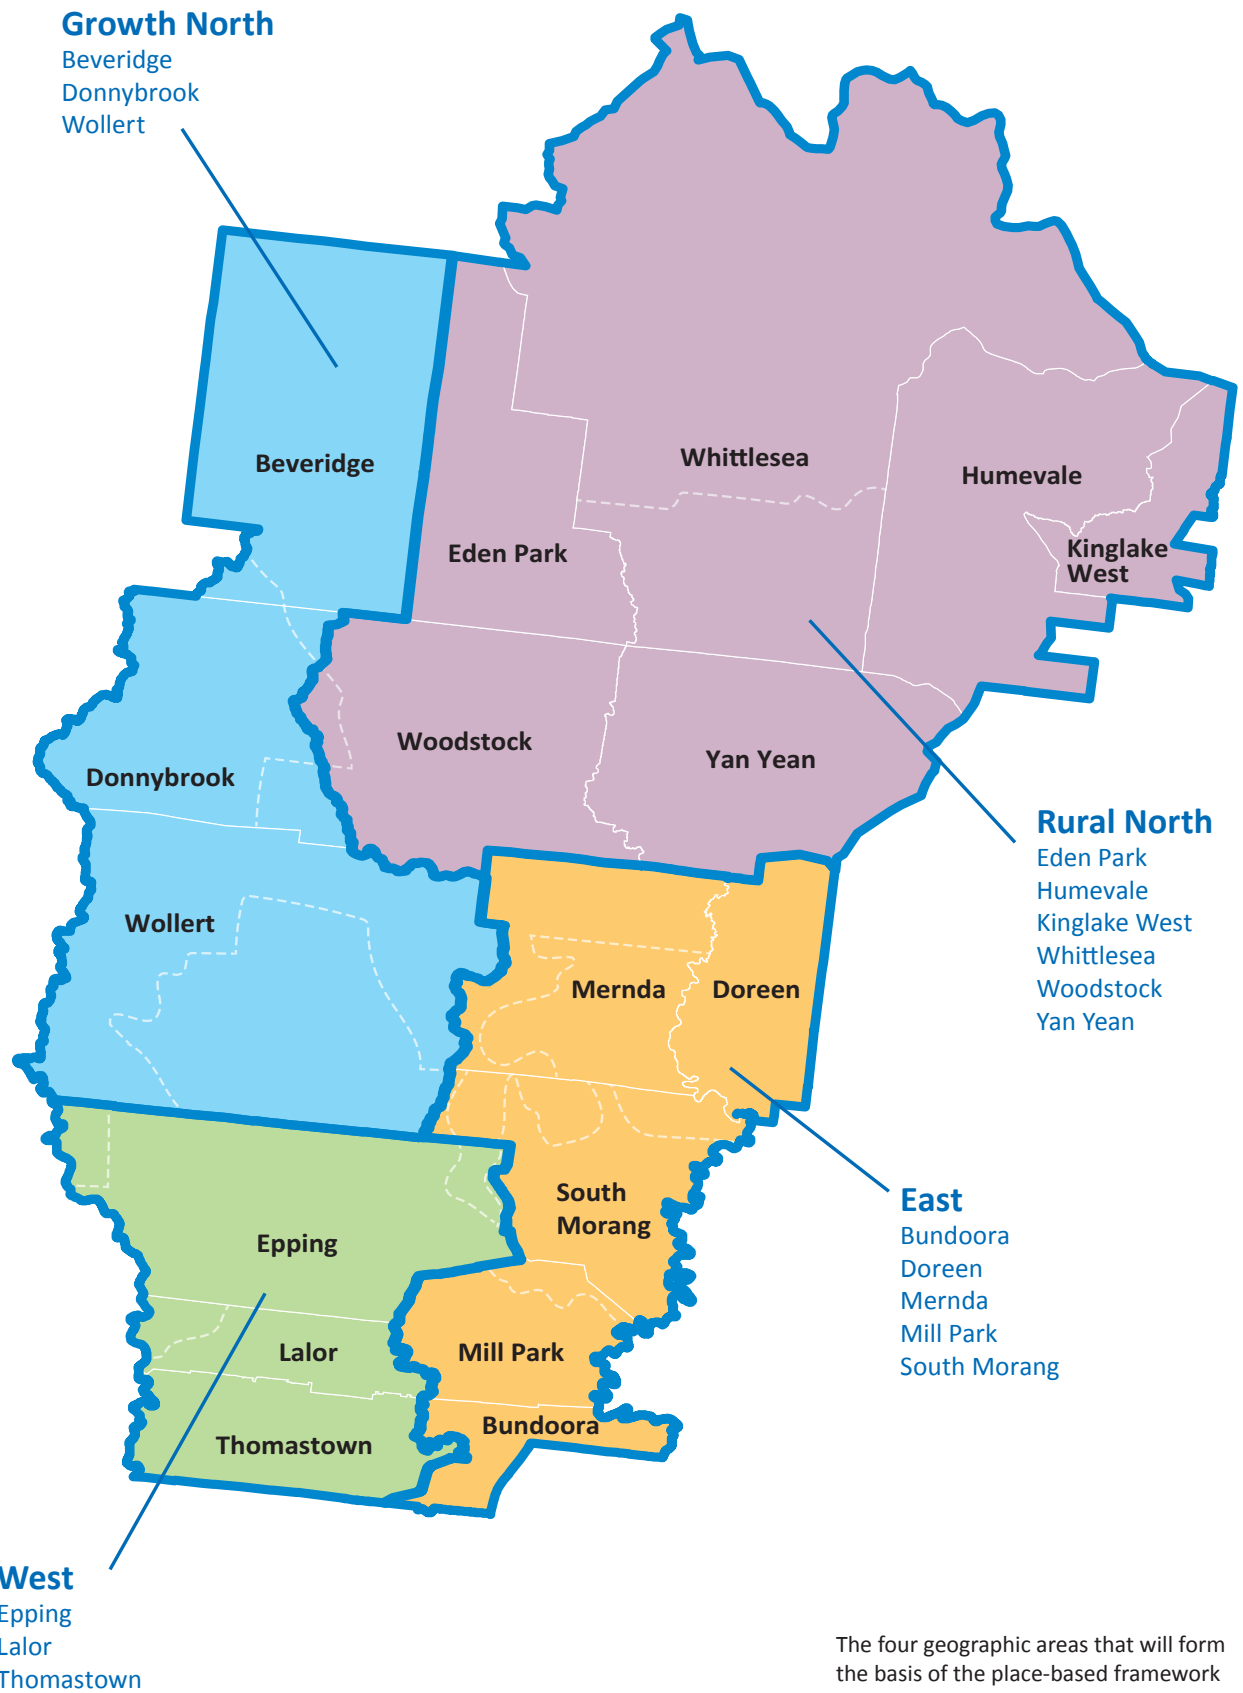 Growth North
Beveridge
Donnybrook
Wollert
Beveridge
Whittlesea
Humevale
Eden Park
Kinglake
West
Woodstock
Yan Yean
Donnybrook
Rural North
Eden Park
Humevale
Kinglake West
Whittlesea
Woodstock
Yan Yean
Wollert
Mernda
Doreen
South
Morang
East
Bundoora
Doreen
Mernda
Mill Park
South Morang
Epping
Lalor
Mill Park
Bundoora
Thomastown
West
Epping
Lalor
Thomastown
The four geographic areas that will form
the basis of the place-based framework